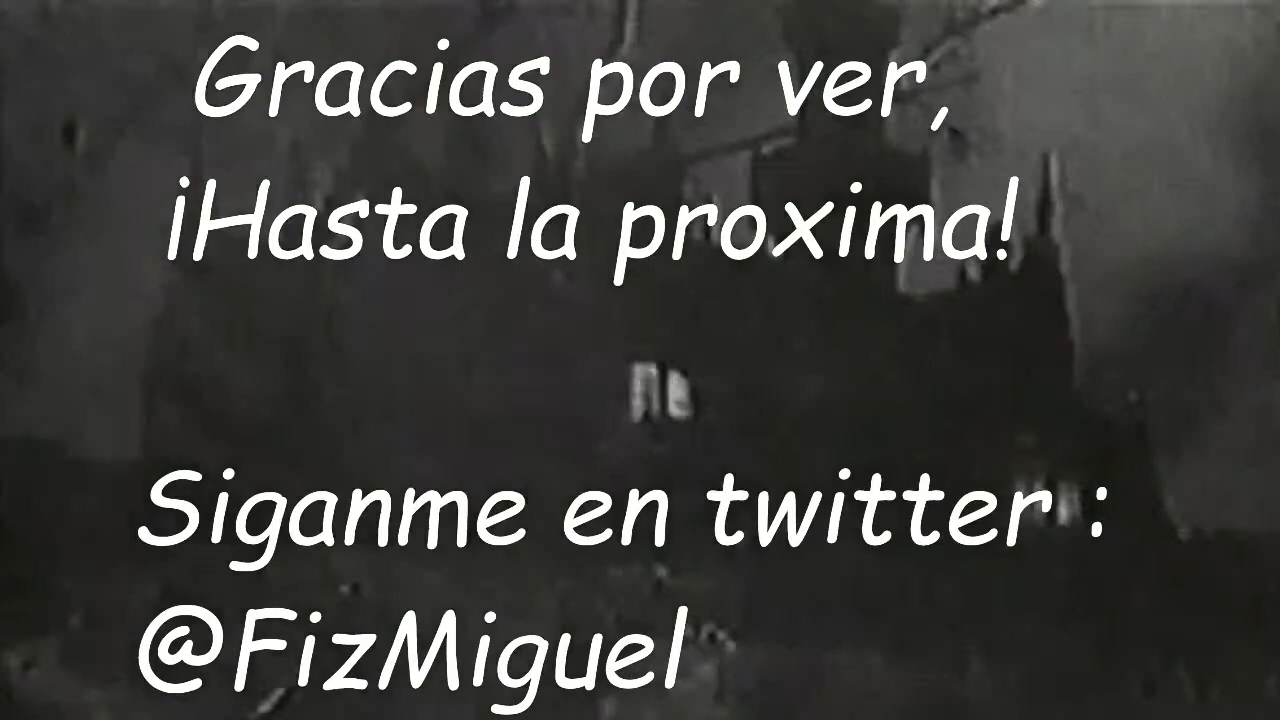 Gracias por ver,
¡Hasta la proxima!
Siganme en twitter :
@FizMiguel